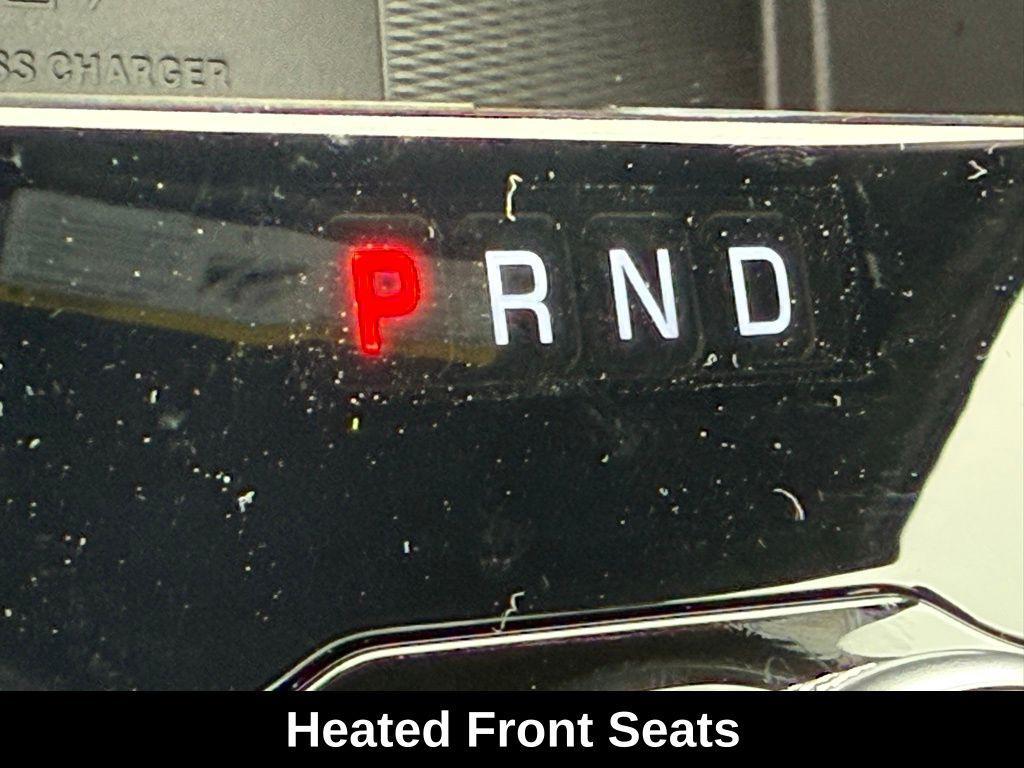 SS CHARGER
P R N D
Heated Front Seats